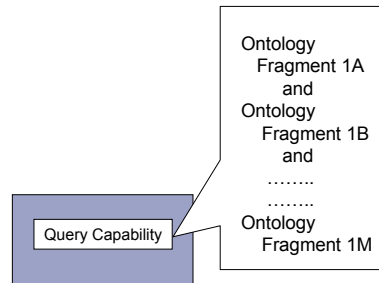 Ontology
Fragment 1A
and
Ontology
Fragment 1B
and
……..
……..
Ontology
Fragment 1M
Query Capability